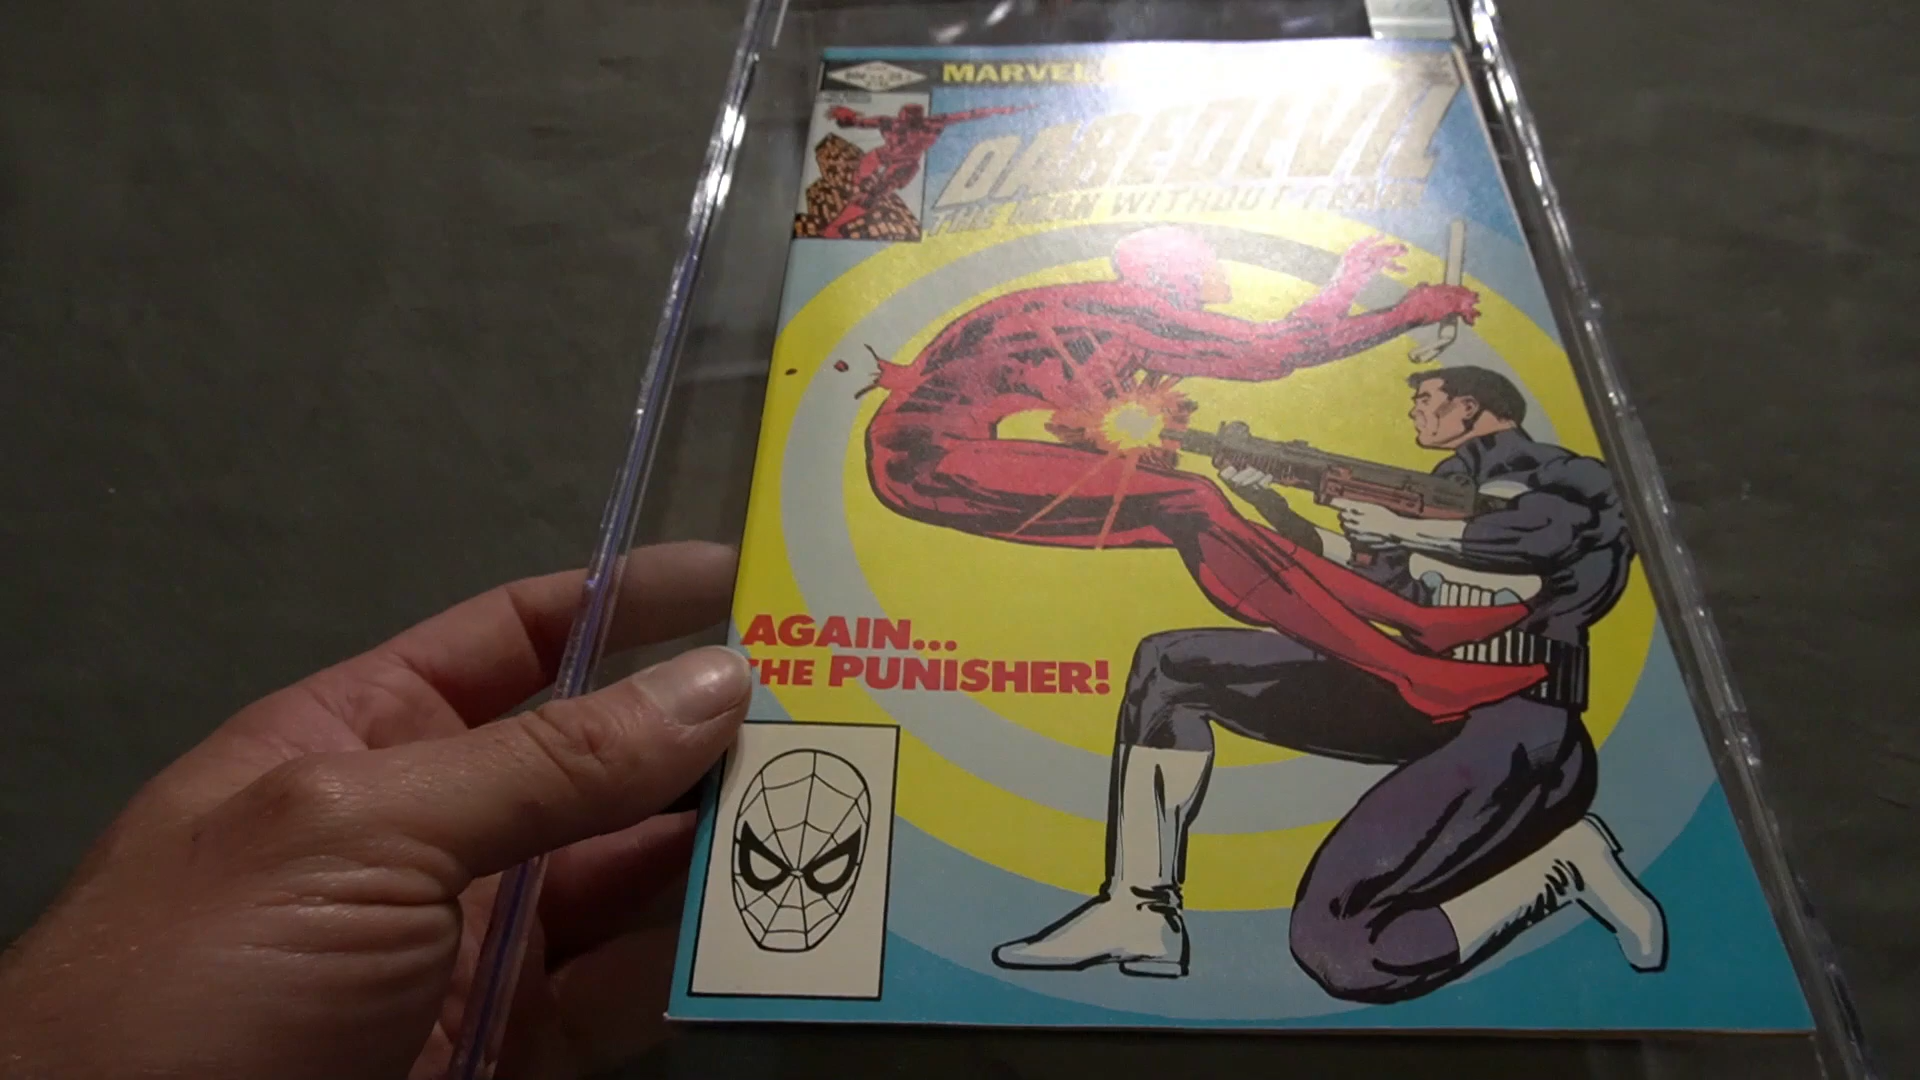 MARVEL
DAREDEVIL
THE MAN WITHOUT FEAR!
AGAIN...
THE PUNISHER!